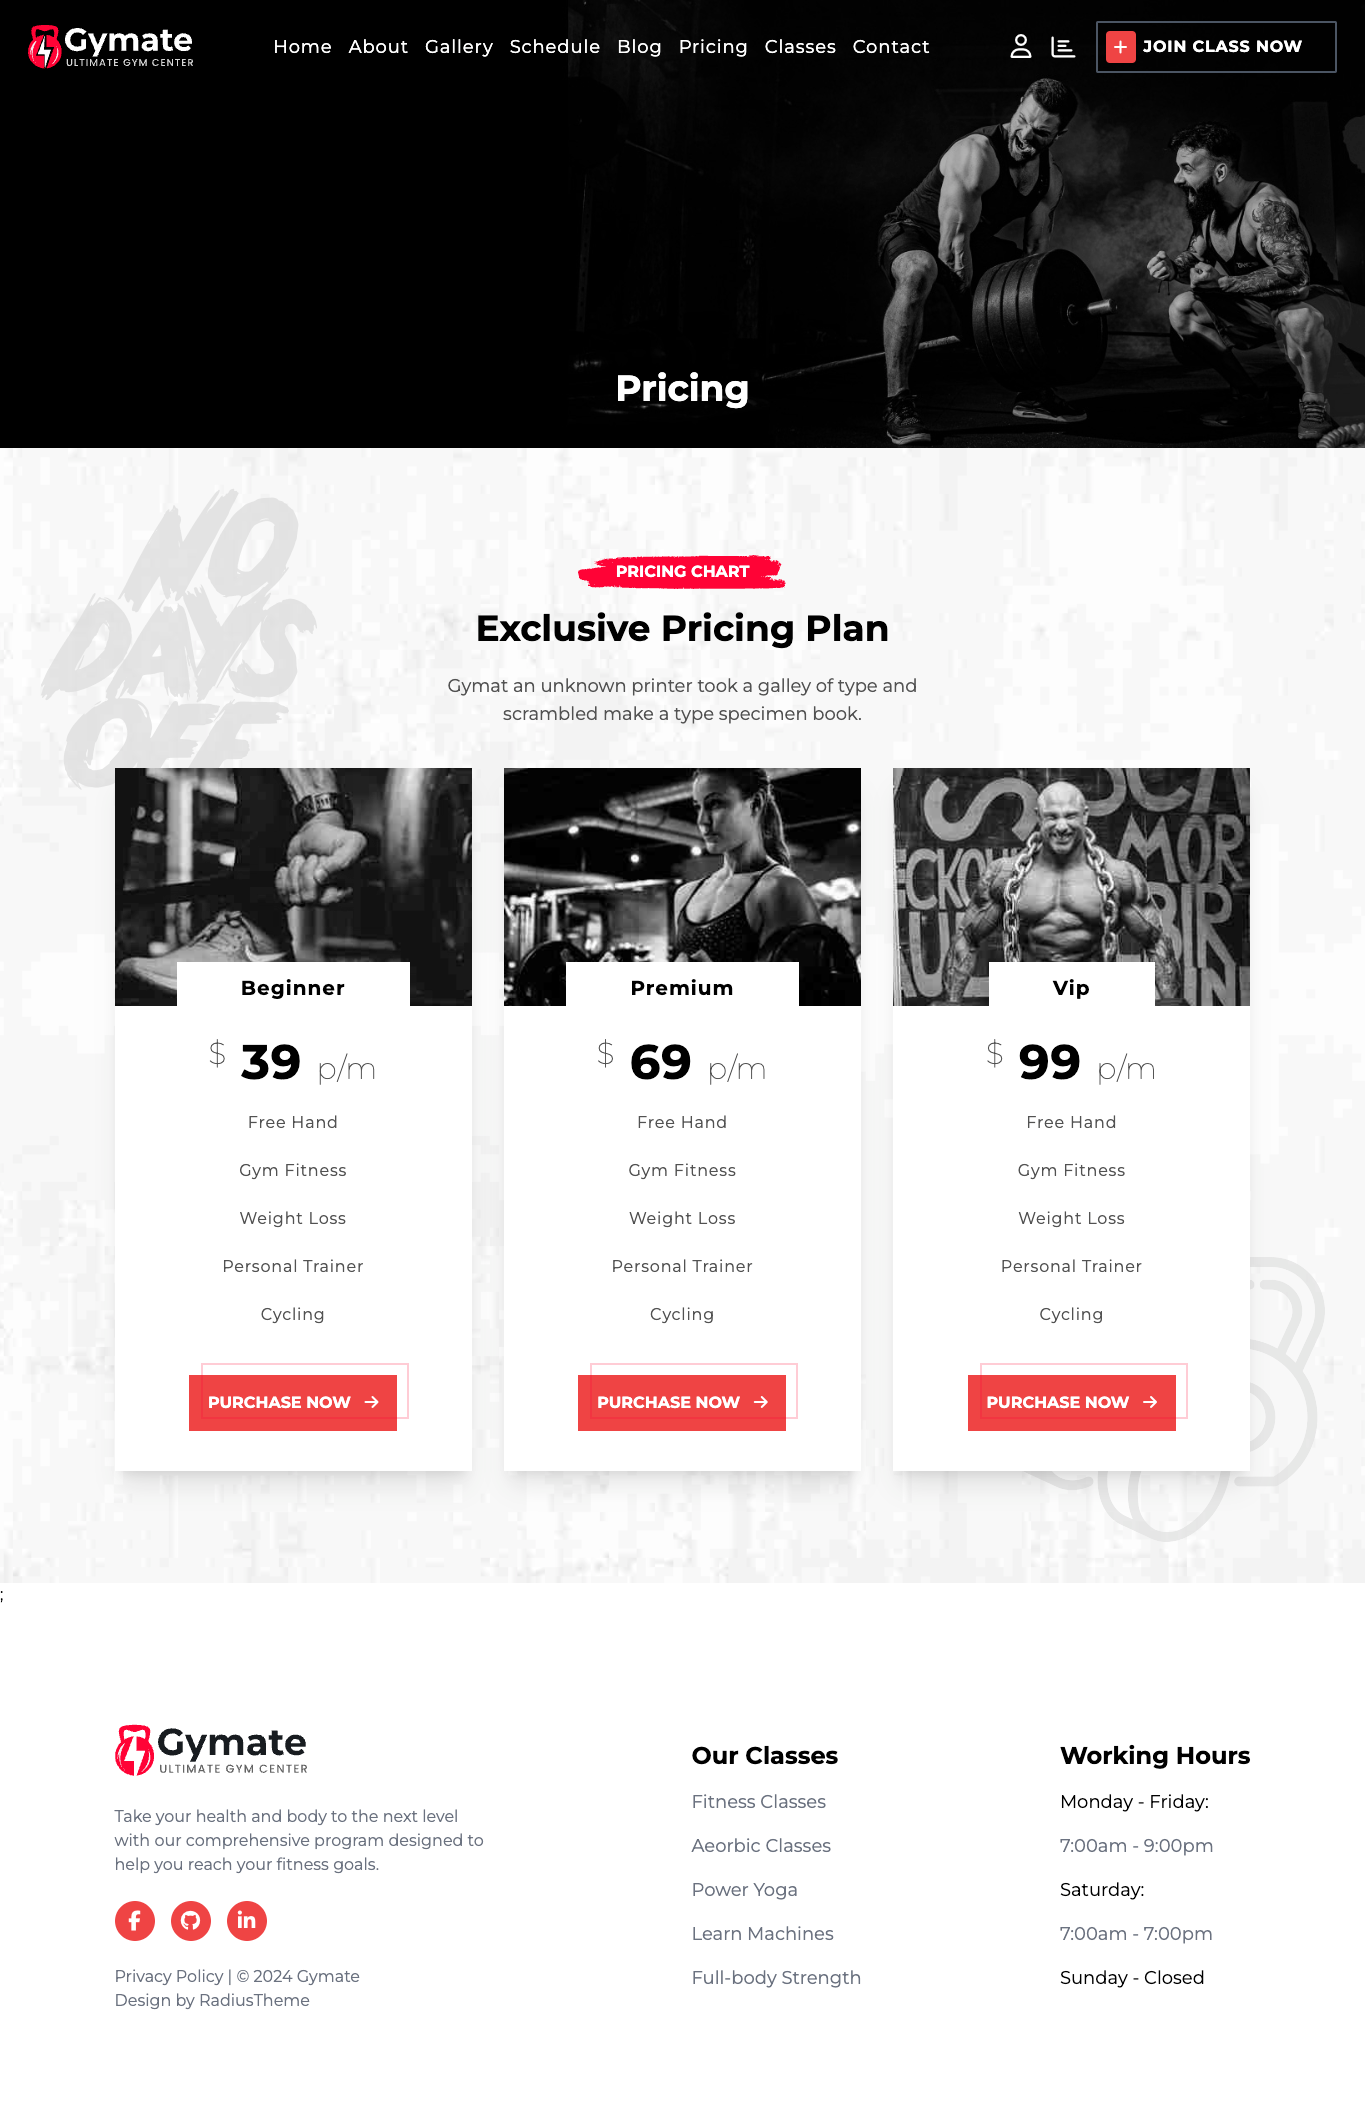 Gymate
ULTIMATE GYM CENTER
Home About Gallery Schedule Blog Pricing Classes Contact
JOIN CLASS NOW
Pricing
NO
DAYS
OFF
PRICING CHART
Exclusive Pricing Plan
Gymat an unknown printer took a galley of type and
scrambled make a type specimen book.
Beginner
$ 39 p/m
Free Hand
Gym Fitness
Weight Loss
Personal Trainer
Cycling
PURCHASE NOW
Premium
$ 69 p/m
Free Hand
Gym Fitness
Weight Loss
Personal Trainer
Cycling
PURCHASE NOW
Vip
$ 99 p/m
Free Hand
Gym Fitness
Weight Loss
Personal Trainer
Cycling
PURCHASE NOW
;
Gymate
ULTIMATE GYM CENTER
Take your health and body to the next level
with our comprehensive program designed to
help you reach your fitness goals.
Privacy Policy | © 2024 Gymate
Design by RadiusTheme
Our Classes
Fitness Classes
Aeorbic Classes
Power Yoga
Learn Machines
Full-body Strength
Working Hours
Monday - Friday:
7:00am - 9:00pm
Saturday:
7:00am - 7:00pm
Sunday - Closed